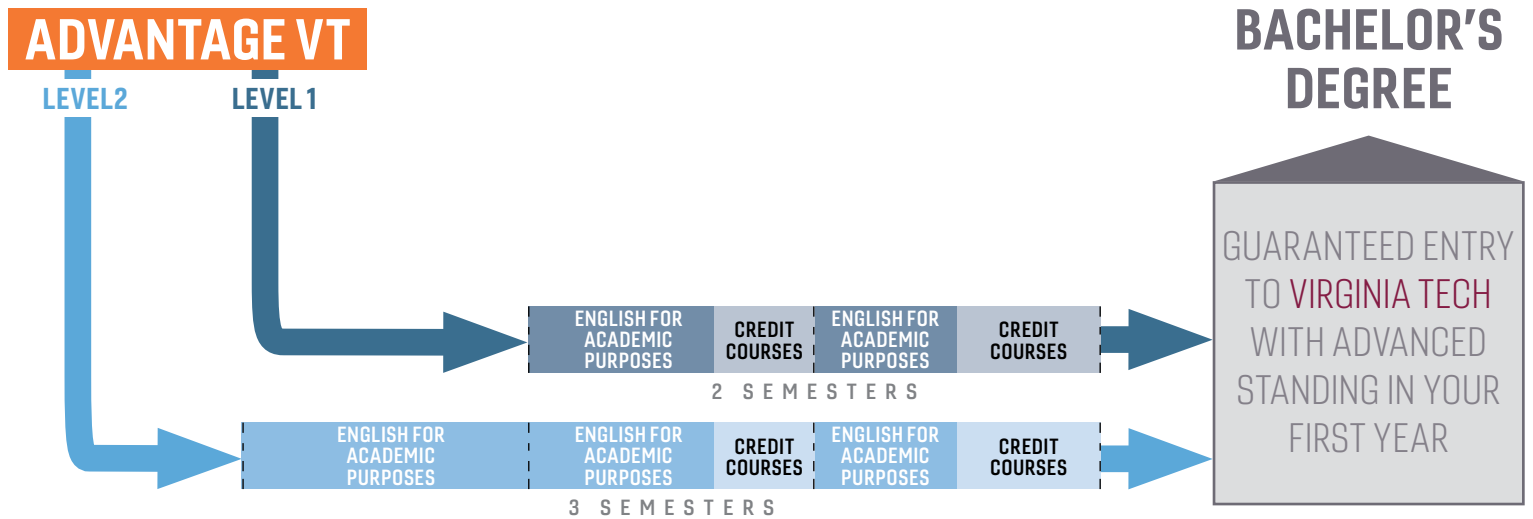 ADVANTAGE VT
LEVEL2
LEVEL 1
BACHELOR'S
DEGREE
GUARANTEED ENTRY
TO VIRGINIA TECH
WITH ADVANCED
STANDING IN YOUR
FIRST YEAR
ENGLISH FOR
ACADEMIC
PURPOSES
CREDIT
COURSES
ENGLISH FOR
ACADEMIC
PURPOSES
CREDIT
COURSES
2 SEMESTERS
ENGLISH FOR
ACADEMIC
PURPOSES
ENGLISH FOR
ACADEMIC
PURPOSES
CREDIT
COURSES
ENGLISH FOR
ACADEMIC
PURPOSES
CREDIT
COURSES
3 SEMESTERS